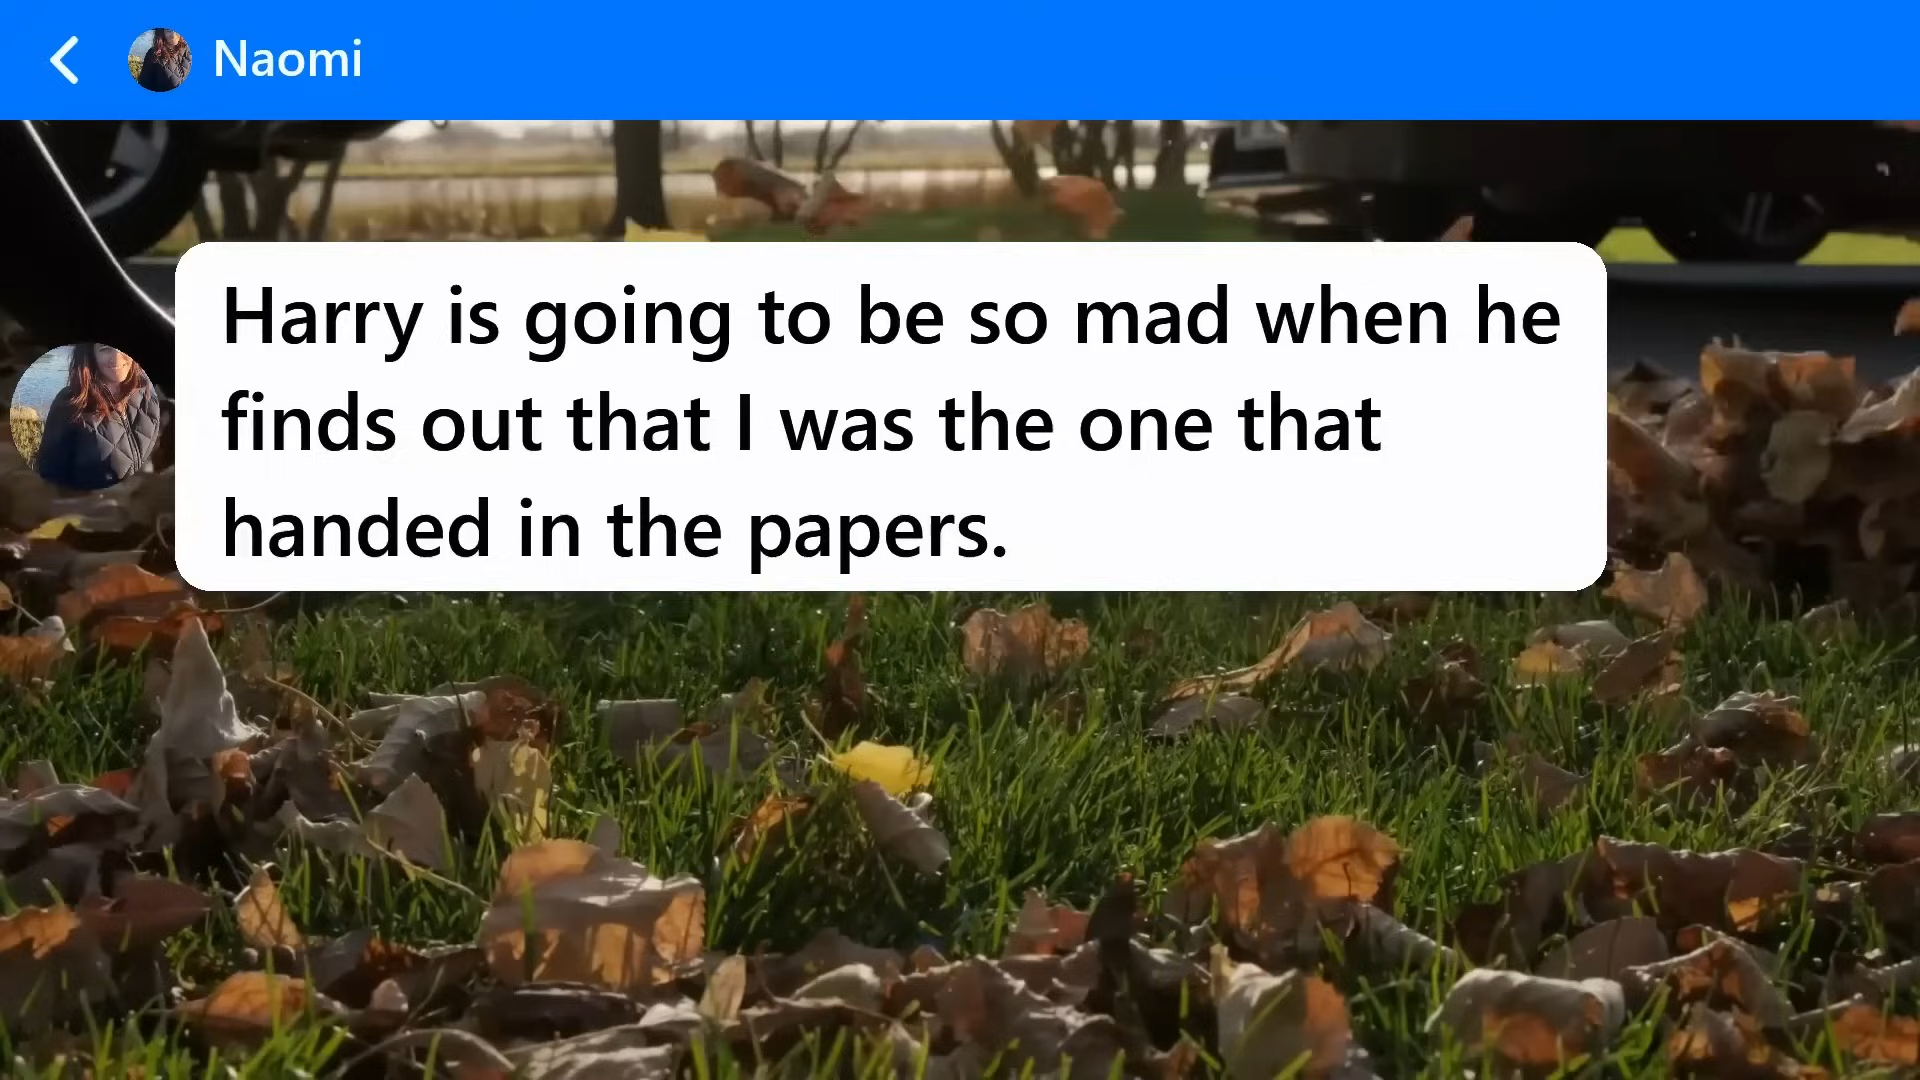 Naomi
Harry is going to be so mad when he
finds out that I was the one that
handed in the papers.